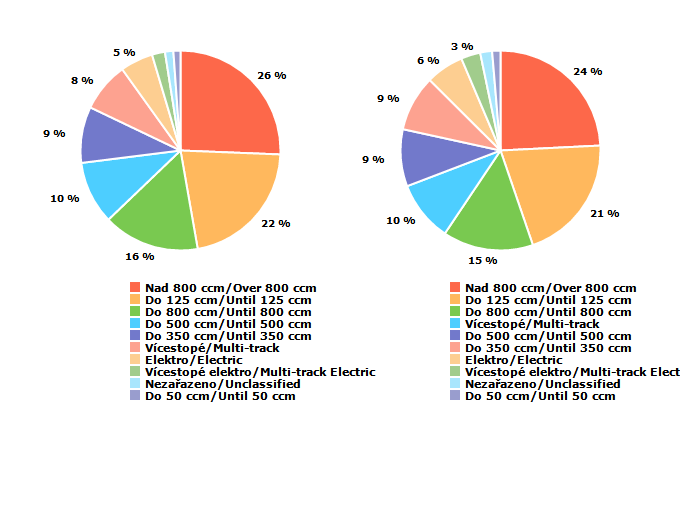 5 %
8 %
9 %
10 %
16 %
22 %
26 %
Nad 800 ccm/Over 800 ccm
Do 125 ccm/Until 125 ccm
Do 800 ccm/Until 800 ccm
Do 500 ccm/Until 500 ccm
Do 350 ccm/Until 350 ccm
Vícestopé/Multi-track
Elektro/Electric
Vícestopé elektro/Multi-track Electric
Nezařazeno/Unclassified
Do 50 ccm/Until 50 ccm
3 %
6 %
9 %
9 %
10 %
15 %
21 %
24 %
Nad 800 ccm/Over 800 ccm
Do 125 ccm/Until 125 ccm
Do 800 ccm/Until 800 ccm
Vícestopé/Multi-track
Do 500 ccm/Until 500 ccm
Do 350 ccm/Until 350 ccm
Elektro/Electric
Vícestopé elektro/Multi-track Elect
Nezařazeno/Unclassified
Do 50 ccm/Until 50 ccm